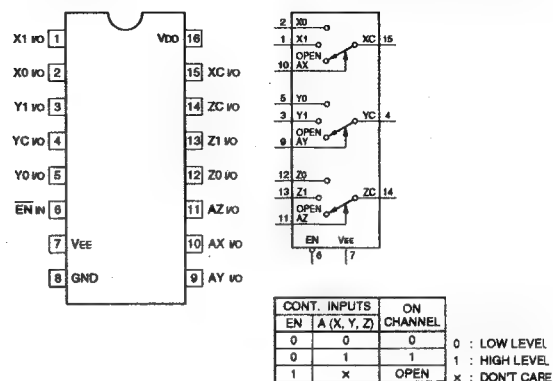 X1 I/O 1
VDD 16
X0 I/O 2
15 XC I/O
Y1 I/O 3
14 ZC I/O
YC I/O 4
13 Z1 I/O
Y0 I/O 5
12 Z0 I/O
EN IN 6
11 AZ I/O
7 VEE
10 AX I/O
8 GND
9 AY I/O
2 X0
1 X1
XC 15
OPEN
10 AX
5 Y0
3 Y1
YC 4
OPEN
9 AY
12 Z0
13 Z1
ZC 14
OPEN
11 AZ
EN VEE
6 7
CONT. INPUTS ON CHANNEL
EN A (X, Y, Z)
0 0 0
0 1 1
1 × OPEN
0 : LOW LEVEL
1 : HIGH LEVEL
× : DON'T CARE